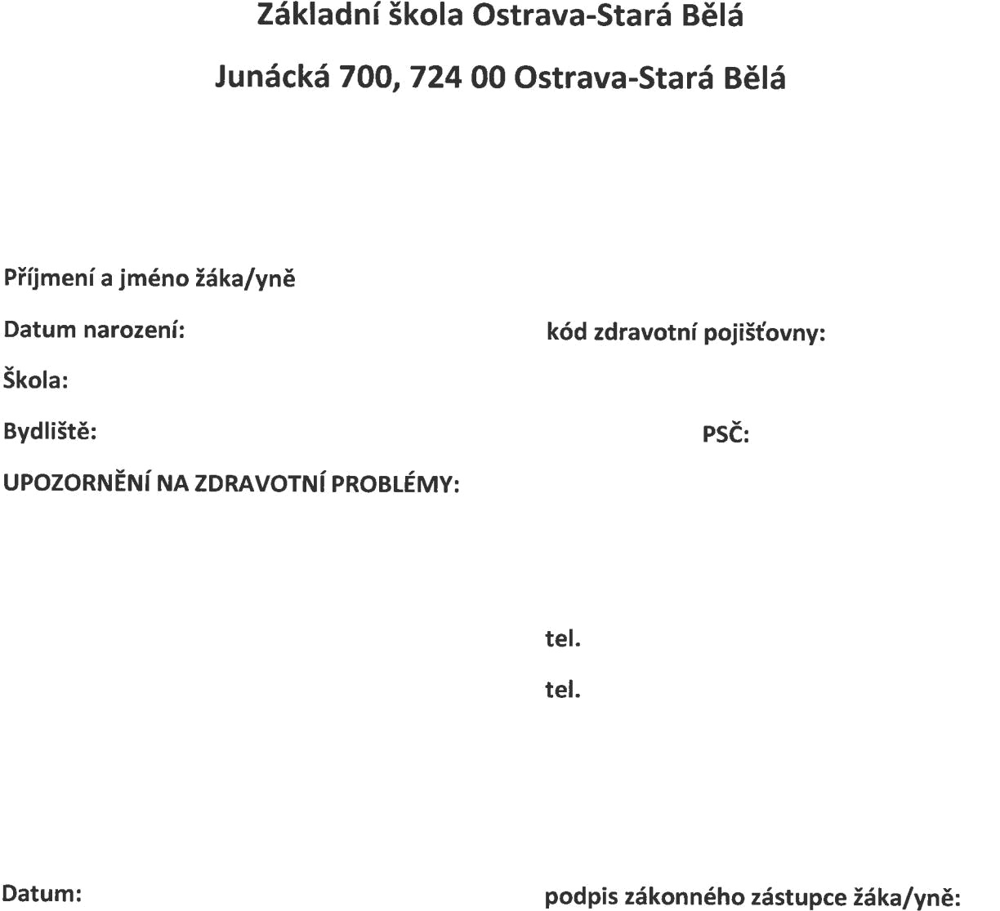 Základní škola Ostrava-Stará Bělá
Junácká 700, 724 00 Ostrava-Stará Bělá
Příjmení a jméno žáka/yně
Datum narození: kód zdravotní pojišťovny:
Škola:
Bydliště: PSČ:
UPOZORNĚNÍ NA ZDRAVOTNÍ PROBLÉMY:
tel.
tel.
Datum: podpis zákonného zástupce žáka/yně: